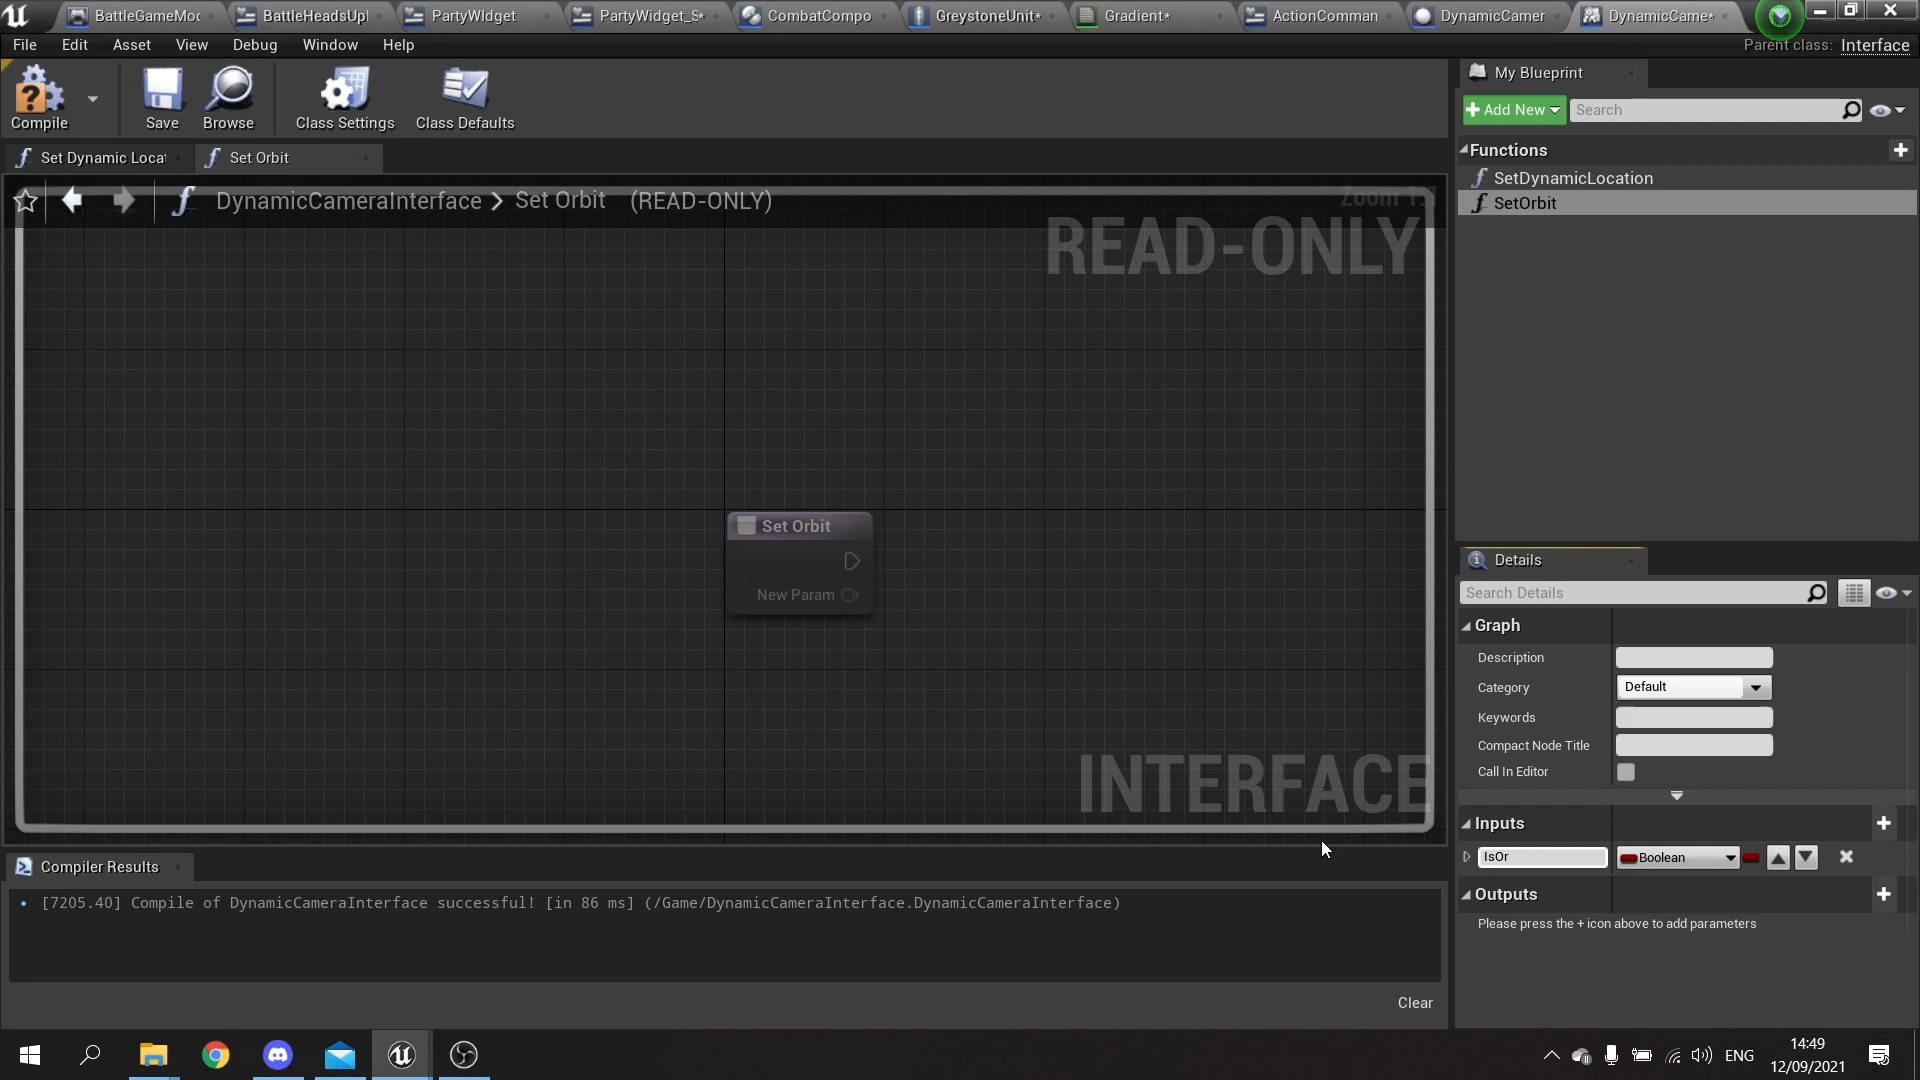 BattleGameMoc
BattleHeadsUpl
PartyWIdget
PartyWidget_S*
CombatCompo
GreystoneUnit*
Gradient*
ActionComman
DynamicCamer
DynamicCame*
File
Edit
Asset
View
Debug
Window
Help
Parent class: Interface
Compile
Save
Browse
Class Settings
Class Defaults
My Blueprint
Add New
Search
Functions
SetDynamicLocation
SetOrbit
Set Dynamic Locat
Set Orbit
DynamicCameraInterface > Set Orbit (READ-ONLY)
Zoom 1:1
READ-ONLY
Set Orbit
New Param
INTERFACE
Details
Search Details
Graph
Description
Category
Default
Keywords
Compact Node Title
Call In Editor
Inputs
IsOr
Boolean
Outputs
Please press the + icon above to add parameters
Compiler Results
• [7205.40] Compile of DynamicCameraInterface successful! [in 86 ms] (/Game/DynamicCameraInterface.DynamicCameraInterface)
Clear
ENG
14:49
12/09/2021